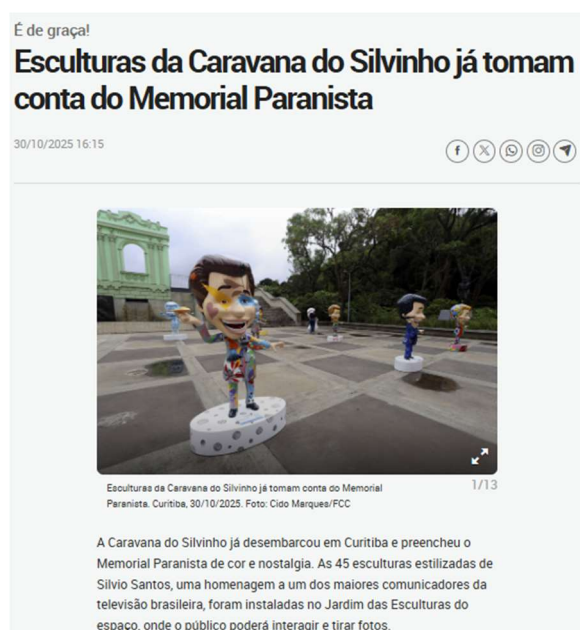 É de graça!
Esculturas da Caravana do Silvinho já tomam
conta do Memorial Paranista
30/10/2025 16:15
1/13
Esculturas da Caravana do Silvinho já tomam conta do Memorial
Paranista. Curitiba, 30/10/2025. Foto: Cido Marques/FCC
A Caravana do Silvinho já desembarcou em Curitiba e preencheu o
Memorial Paranista de cor e nostalgia. As 45 esculturas estilizadas de
Silvio Santos, uma homenagem a um dos maiores comunicadores da
televisão brasileira, foram instaladas no Jardim das Esculturas do
espaço, onde o público poderá interagir e tirar fotos.